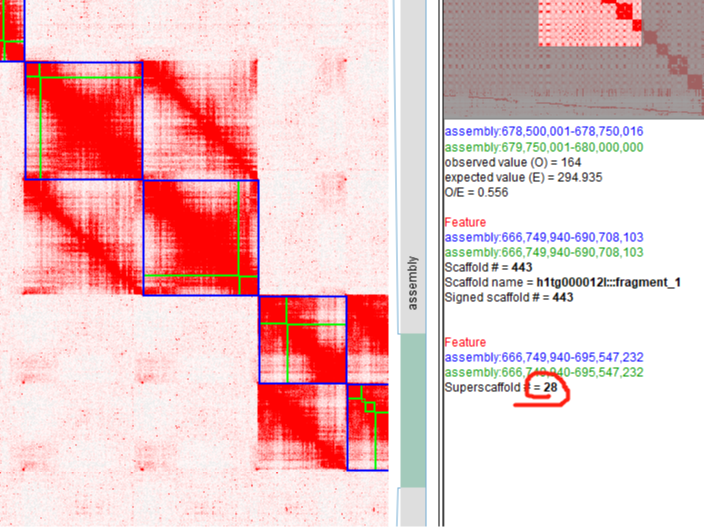 assembly
assembly:678,500,001-678,750,016
assembly:679,750,001-680,000,000
observed value (O) = 164
expected value (E) = 294.935
O/E = 0.556
Feature
assembly:666,749,940-690,708,103
assembly:666,749,940-690,708,103
Scaffold # = 443
Scaffold name = h1tg000012l:::fragment_1
Signed scaffold # = 443
Feature
assembly:666,749,940-695,547,232
assembly:666,749,940-695,547,232
Superscaffold # = 28